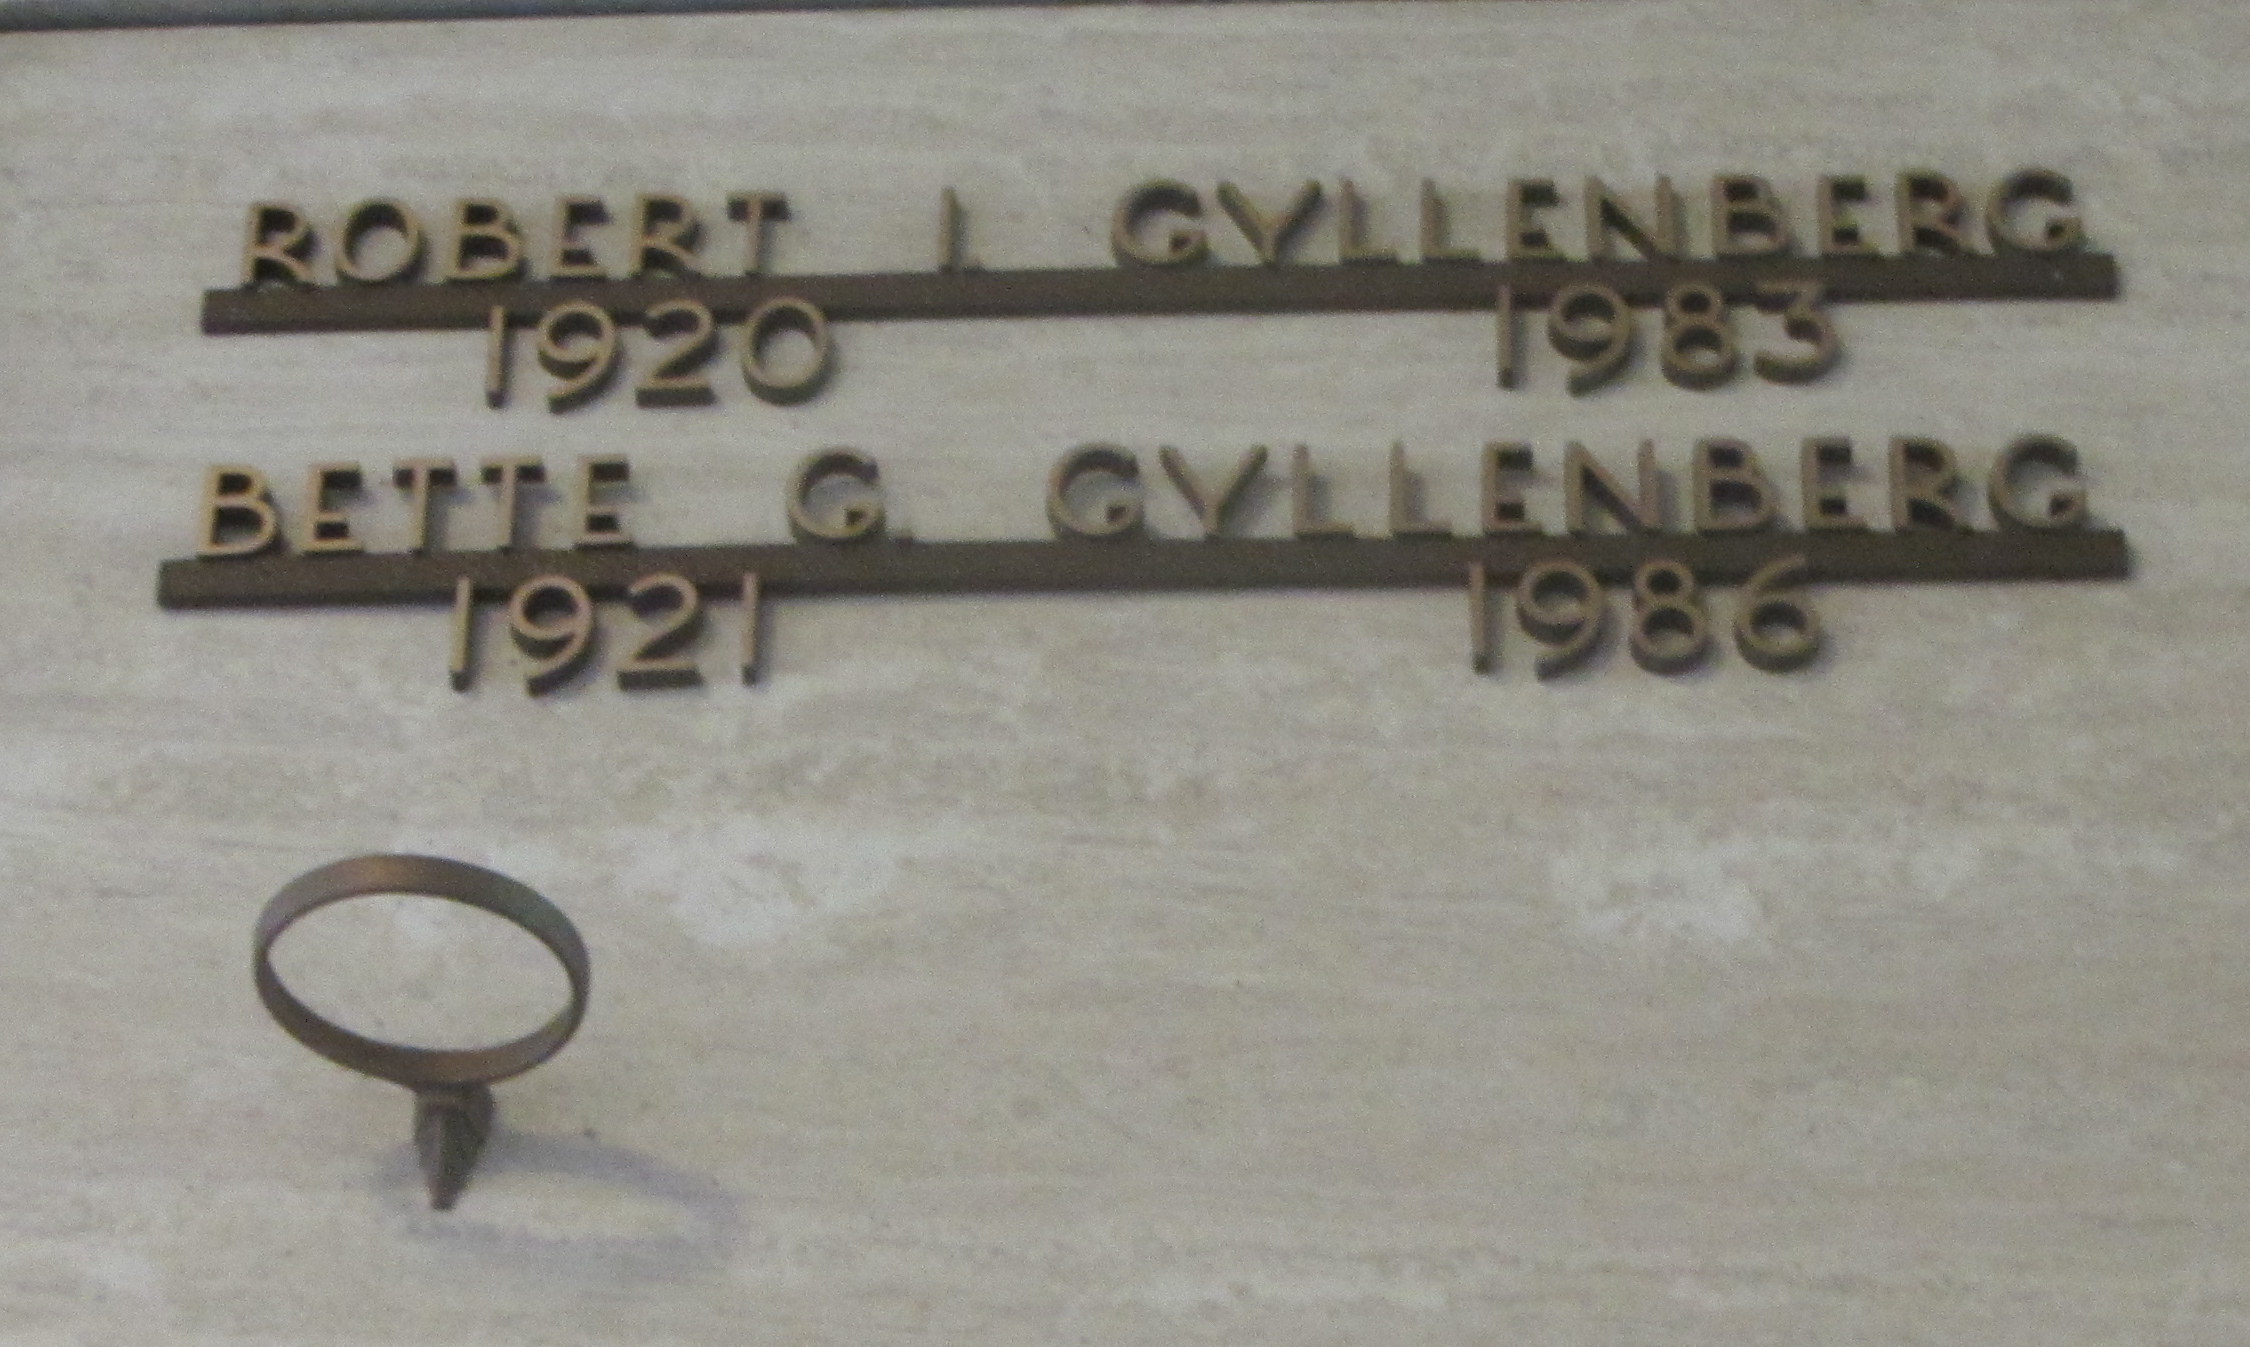 ROBERT I. GYLLENBERG
1920 1983
BETTE G. GYLLENBERG
1921 1986